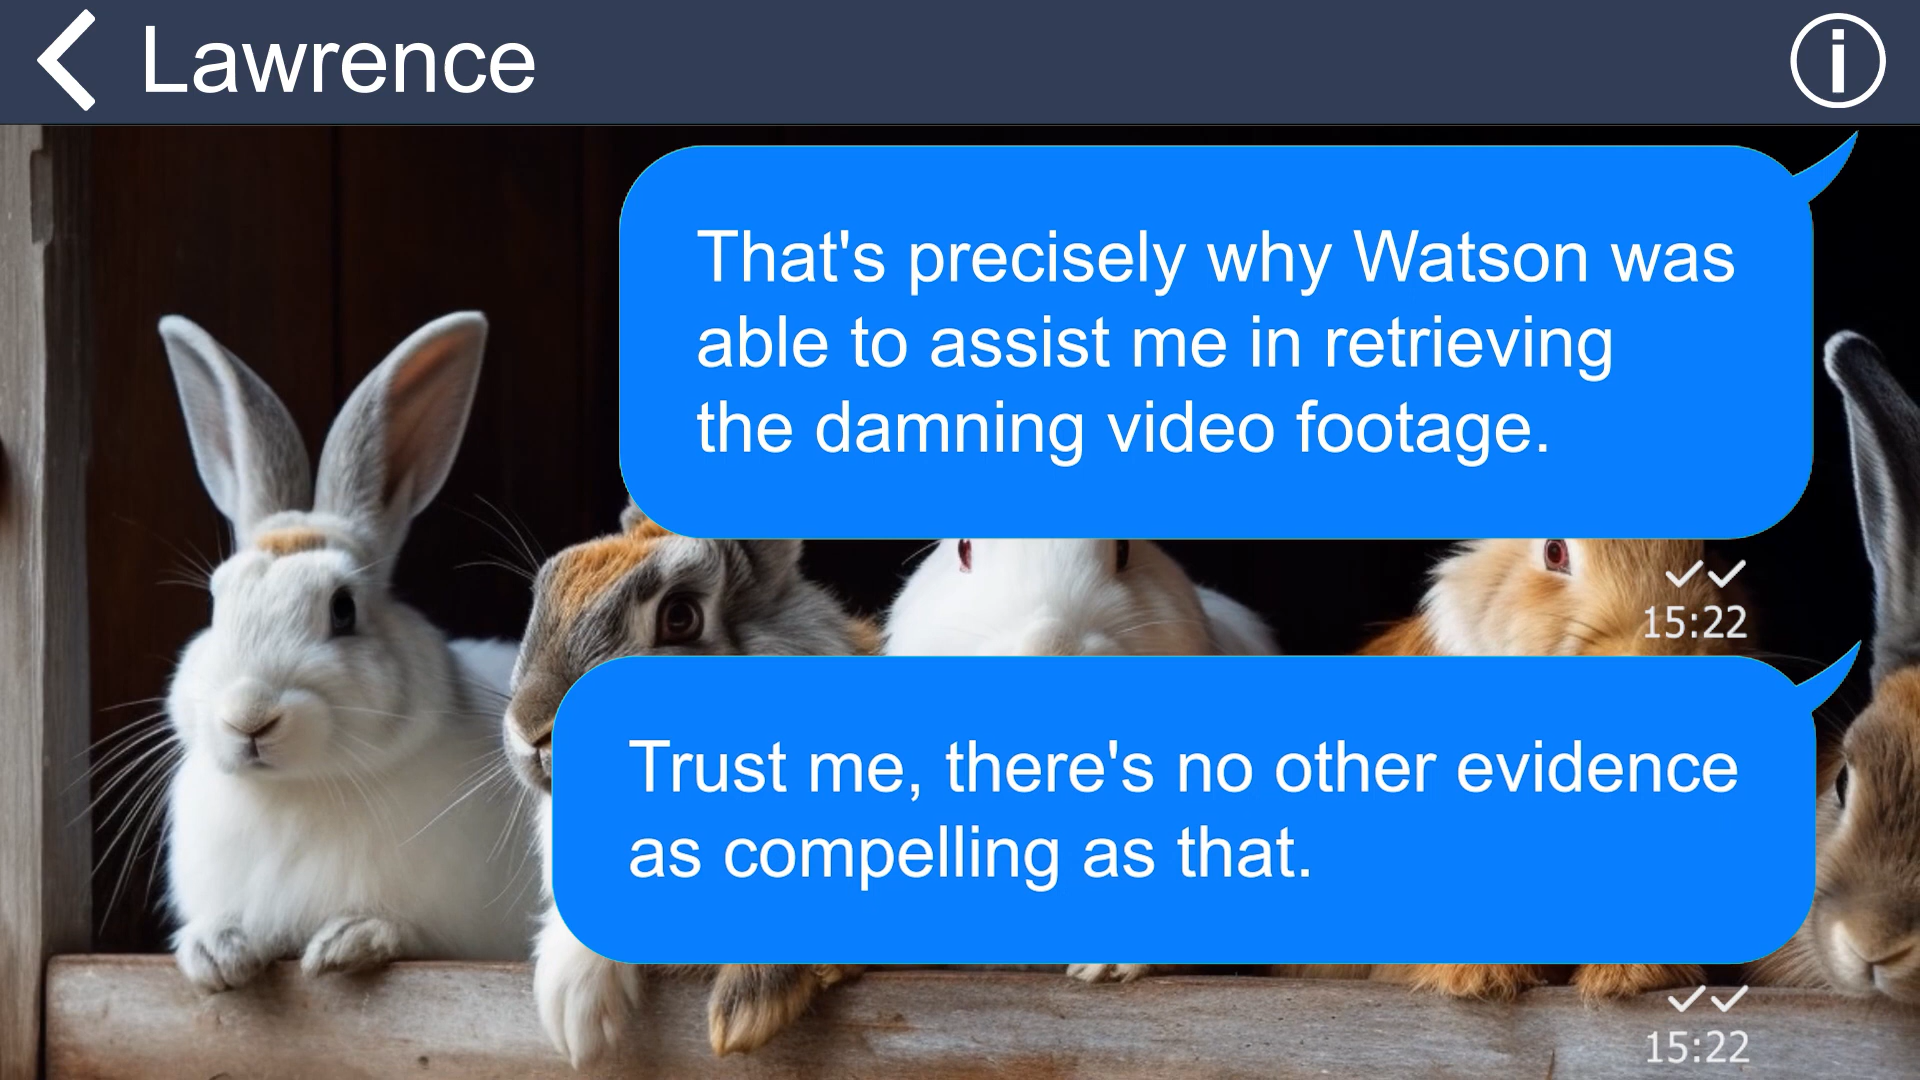 Lawrence
That's precisely why Watson was
able to assist me in retrieving
the damning video footage.
15:22
Trust me, there's no other evidence
as compelling as that.
15:22